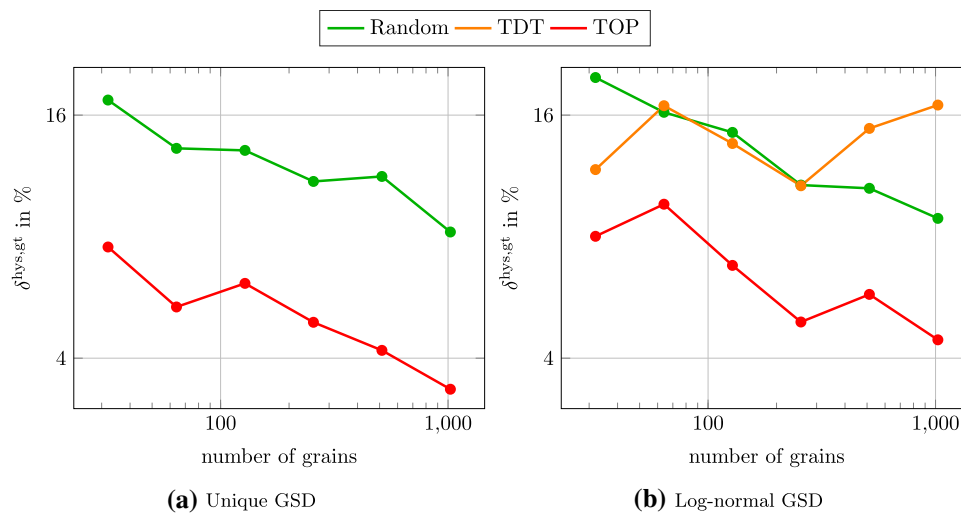 Random TDT TOP
16
4
100
1,000
δ^hys,gt in %
number of grains
(a) Unique GSD
16
4
100
1,000
δ^hys,gt in %
number of grains
(b) Log-normal GSD